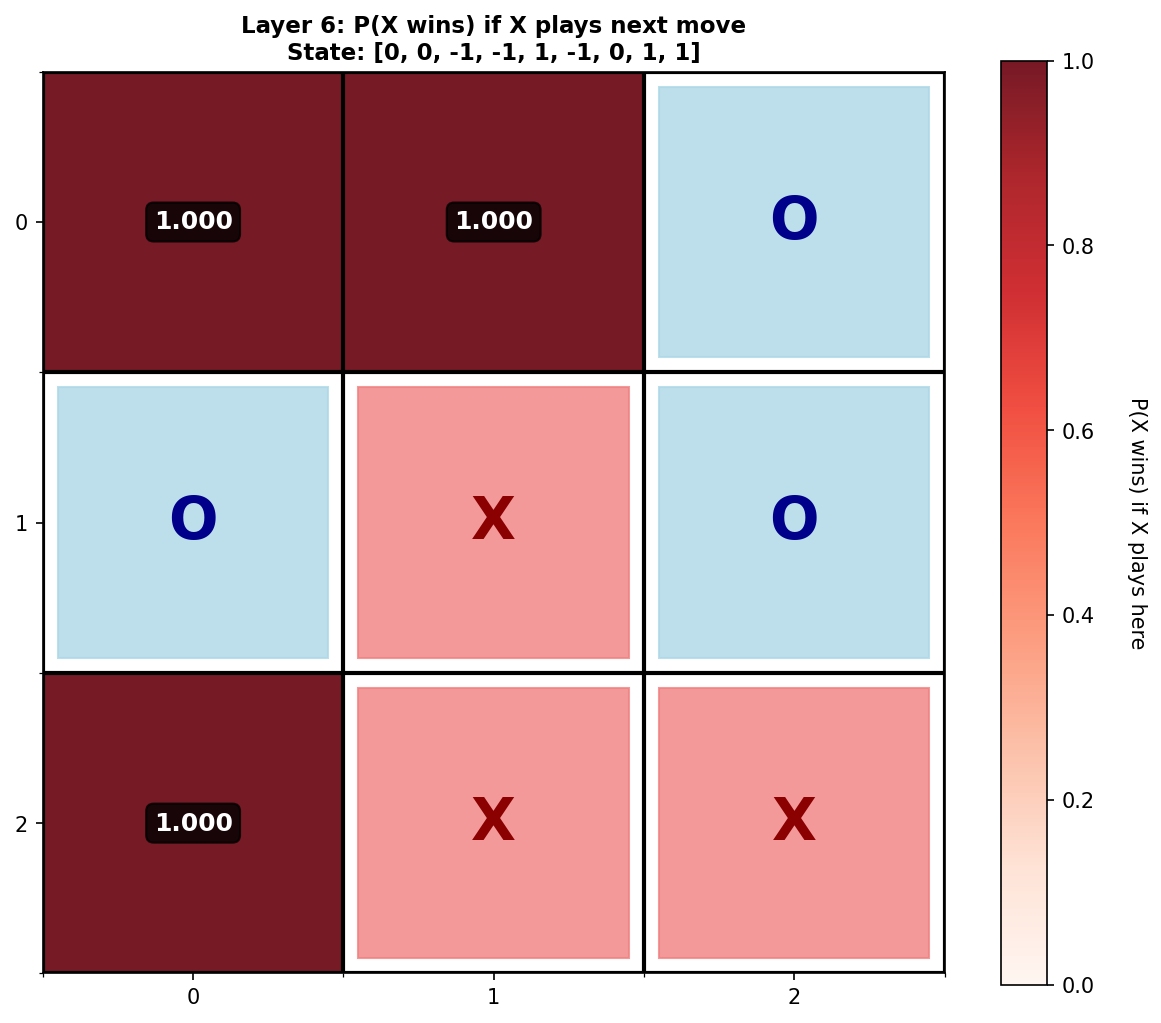 Layer 6: P(X wins) if X plays next move
State: [0, 0, -1, -1, 1, -1, 0, 1, 1]
0
1.000
1.000
O
1
O
X
O
2
1.000
X
X
0
1
2
1.0
0.8
0.6
0.4
0.2
0.0
P(X wins) if X plays here